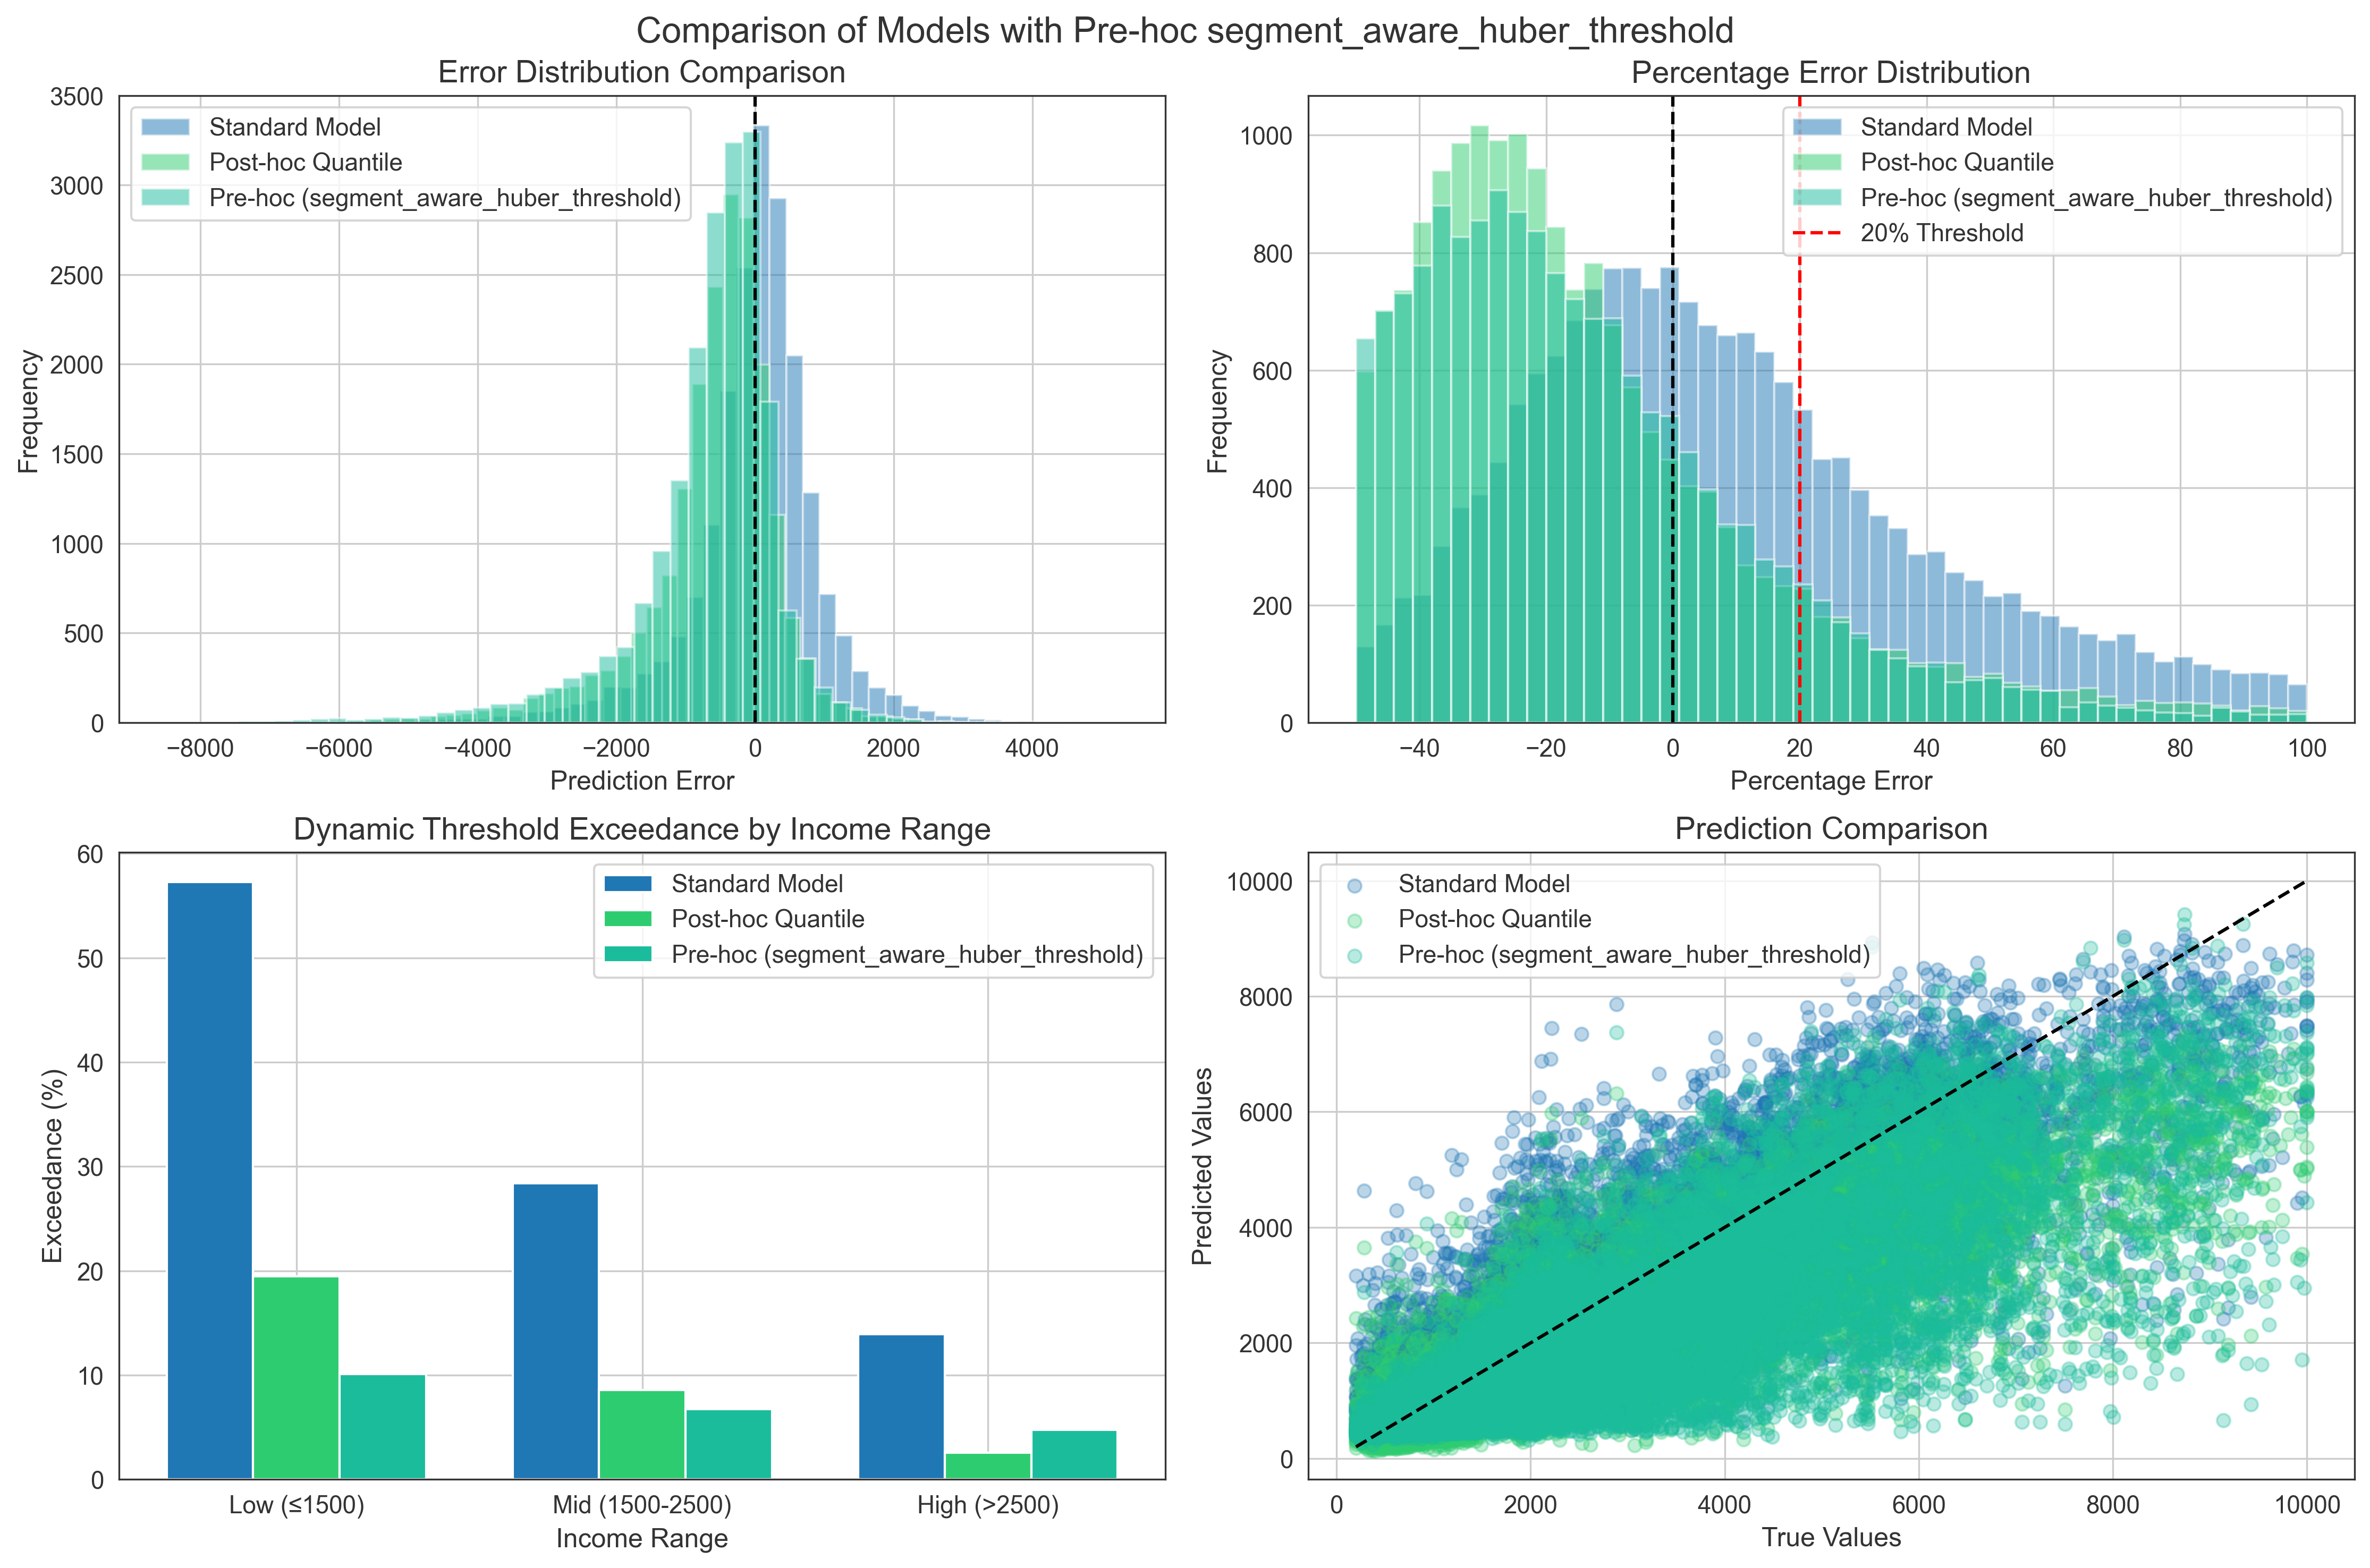 Comparison of Models with Pre-hoc segment_aware_huber_threshold
Error Distribution Comparison
3500
3000
2500
2000
1500
1000
500
0
Frequency
Standard Model
Post-hoc Quantile
Pre-hoc (segment_aware_huber_threshold)
−8000 −6000 −4000 −2000 0 2000 4000
Prediction Error
Percentage Error Distribution
1000
800
600
400
200
0
Frequency
Standard Model
Post-hoc Quantile
Pre-hoc (segment_aware_huber_threshold)
20% Threshold
−40 −20 0 20 40 60 80 100
Percentage Error
Dynamic Threshold Exceedance by Income Range
60
50
40
30
20
10
0
Exceedance (%)
Standard Model
Post-hoc Quantile
Pre-hoc (segment_aware_huber_threshold)
Low (≤1500) Mid (1500-2500) High (>2500)
Income Range
Prediction Comparison
10000
8000
6000
4000
2000
0
Predicted Values
Standard Model
Post-hoc Quantile
Pre-hoc (segment_aware_huber_threshold)
0 2000 4000 6000 8000 10000
True Values